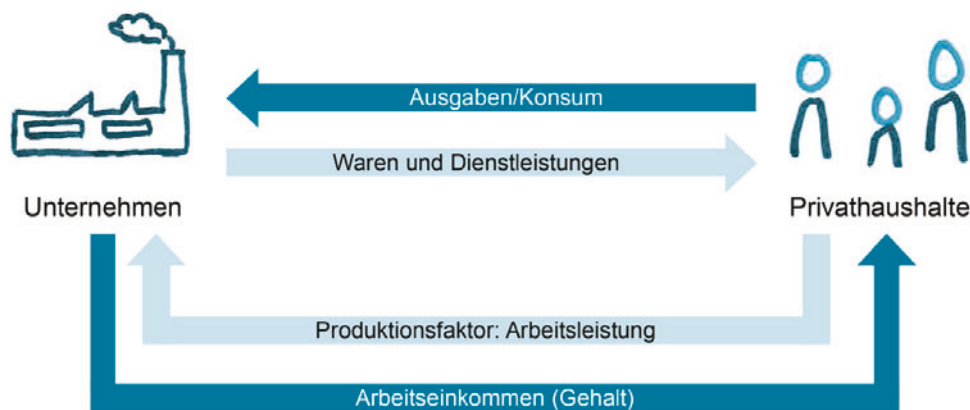 Ausgaben/Konsum
Waren und Dienstleistungen
Unternehmen
Privathaushalte
Produktionsfaktor: Arbeitsleistung
Arbeitseinkommen (Gehalt)